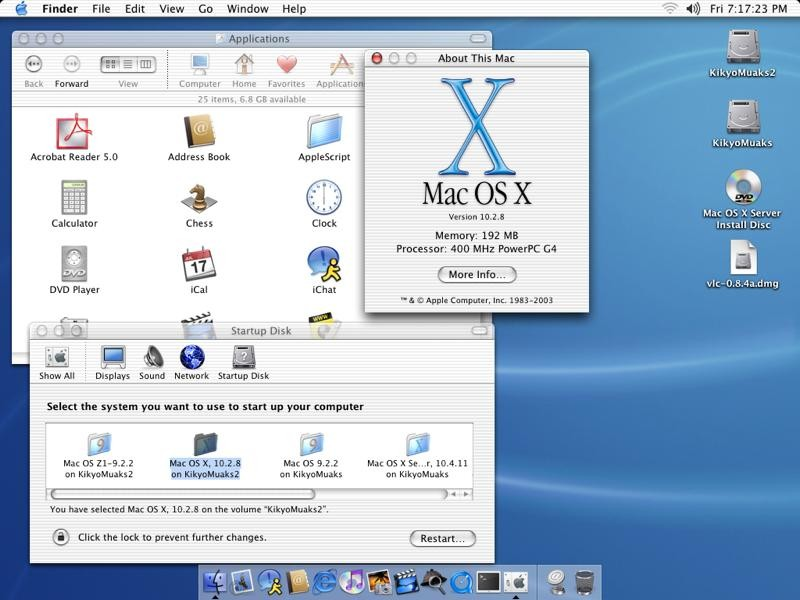 Finder File Edit View Go Window Help Fri 7:17:23 PM
Applications
Back Forward View Computer Home Favorites Application
25 items, 6.8 GB available
Acrobat Reader 5.0 Address Book AppleScript
Calculator Chess Clock
17
DVD
DVD Player iCal iChat
About This Mac
Mac OS X
Version 10.2.8
Memory: 192 MB
Processor: 400 MHz PowerPC G4
More Info...
™ & © Apple Computer, Inc. 1983-2003
KikyoMuaks2
KikyoMuaks
DVD
Mac OS X Server
Install Disc
vlc-0.8.4a.dmg
Startup Disk
Show All Displays Sound Network Startup Disk
Select the system you want to use to start up your computer
Mac OS Z1-9.2.2
on KikyoMuaks2
Mac OS X, 10.2.8
on KikyoMuaks2
Mac OS 9.2.2
on KikyoMuaks
Mac OS X Se...r, 10.4.11
on KikyoMuaks
You have selected Mac OS X, 10.2.8 on the volume “KikyoMuaks2”.
Click the lock to prevent further changes.
Restart...